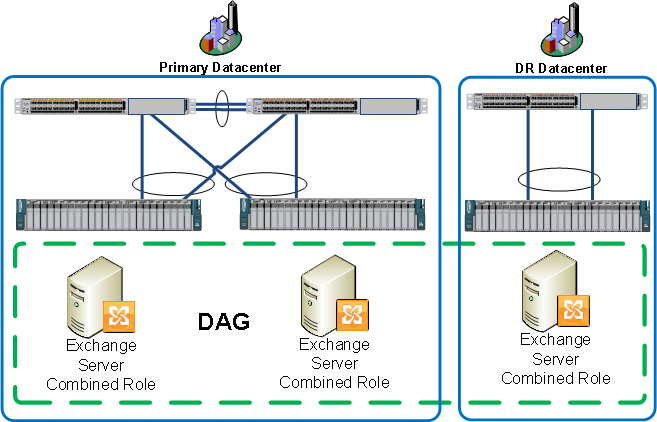 Primary Datacenter
DR Datacenter
DAG
Exchange
Server
Combined Role
Exchange
Server
Combined Role
Exchange
Server
Combined Role